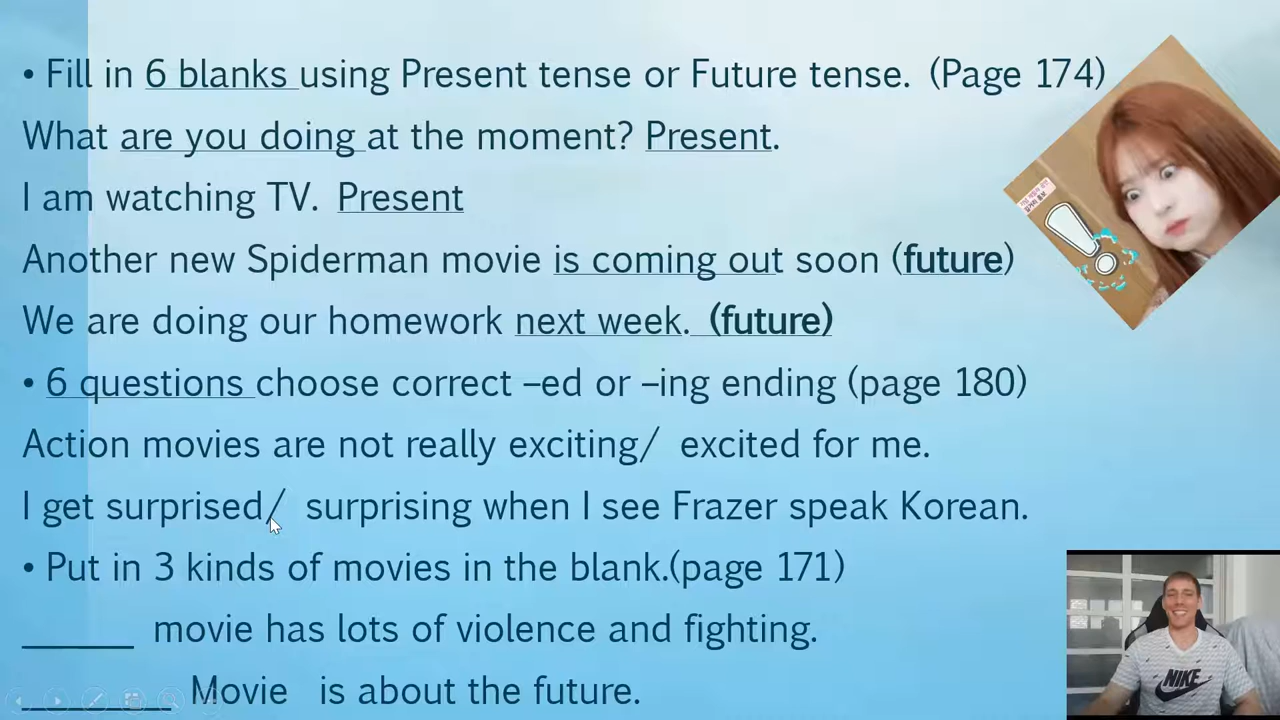 • Fill in 6 blanks using Present tense or Future tense. (Page 174)
What are you doing at the moment? Present.
I am watching TV. Present
Another new Spiderman movie is coming out soon (future)
We are doing our homework next week. (future)
• 6 questions choose correct –ed or –ing ending (page 180)
Action movies are not really exciting/ excited for me.
I get surprised/ surprising when I see Frazer speak Korean.
• Put in 3 kinds of movies in the blank.(page 171)
______ movie has lots of violence and fighting.
________ Movie is about the future.
NIKE